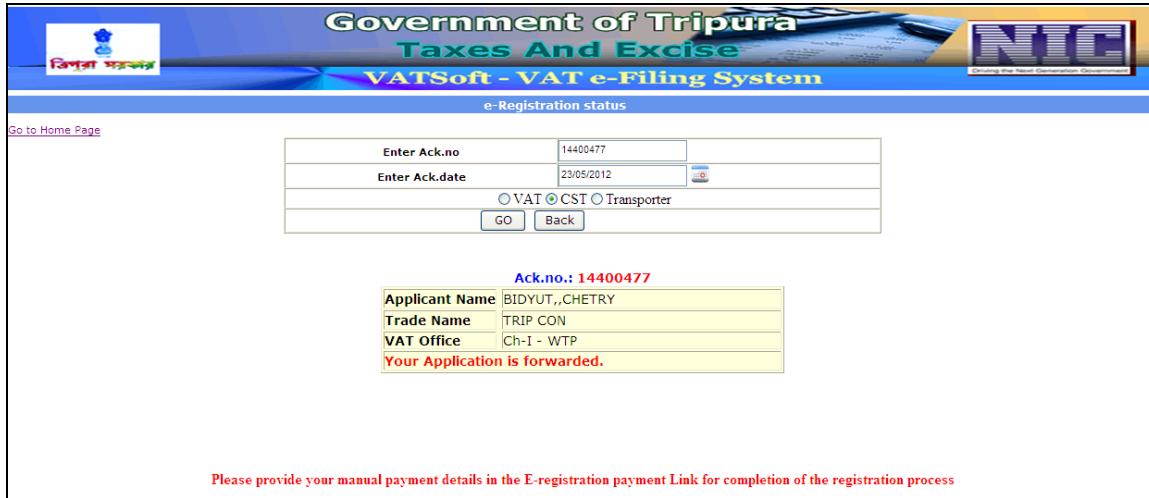 Government of Tripura
Taxes And Excise
ত্রিপুরা সরকার
NIC
Driving the Next Generation Government
VATSoft - VAT e-Filing System
e-Registration status
Go to Home Page
Enter Ack.no 14400477
Enter Ack.date 23/05/2012
VAT CST Transporter
GO Back
Ack.no.: 14400477
Applicant Name BIDYUT,,CHETRY
Trade Name TRIP CON
VAT Office Ch-I - WTP
Your Application is forwarded.
Please provide your manual payment details in the E-registration payment Link for completion of the registration process